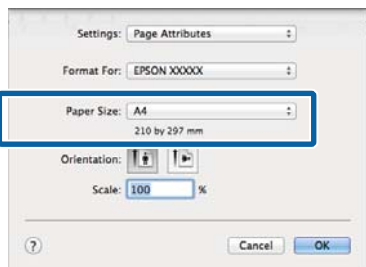 Settings: Page Attributes
Format For: EPSON XXXXX
Paper Size: A4
210 by 297 mm
Orientation:
Scale: 100 %
? Cancel OK